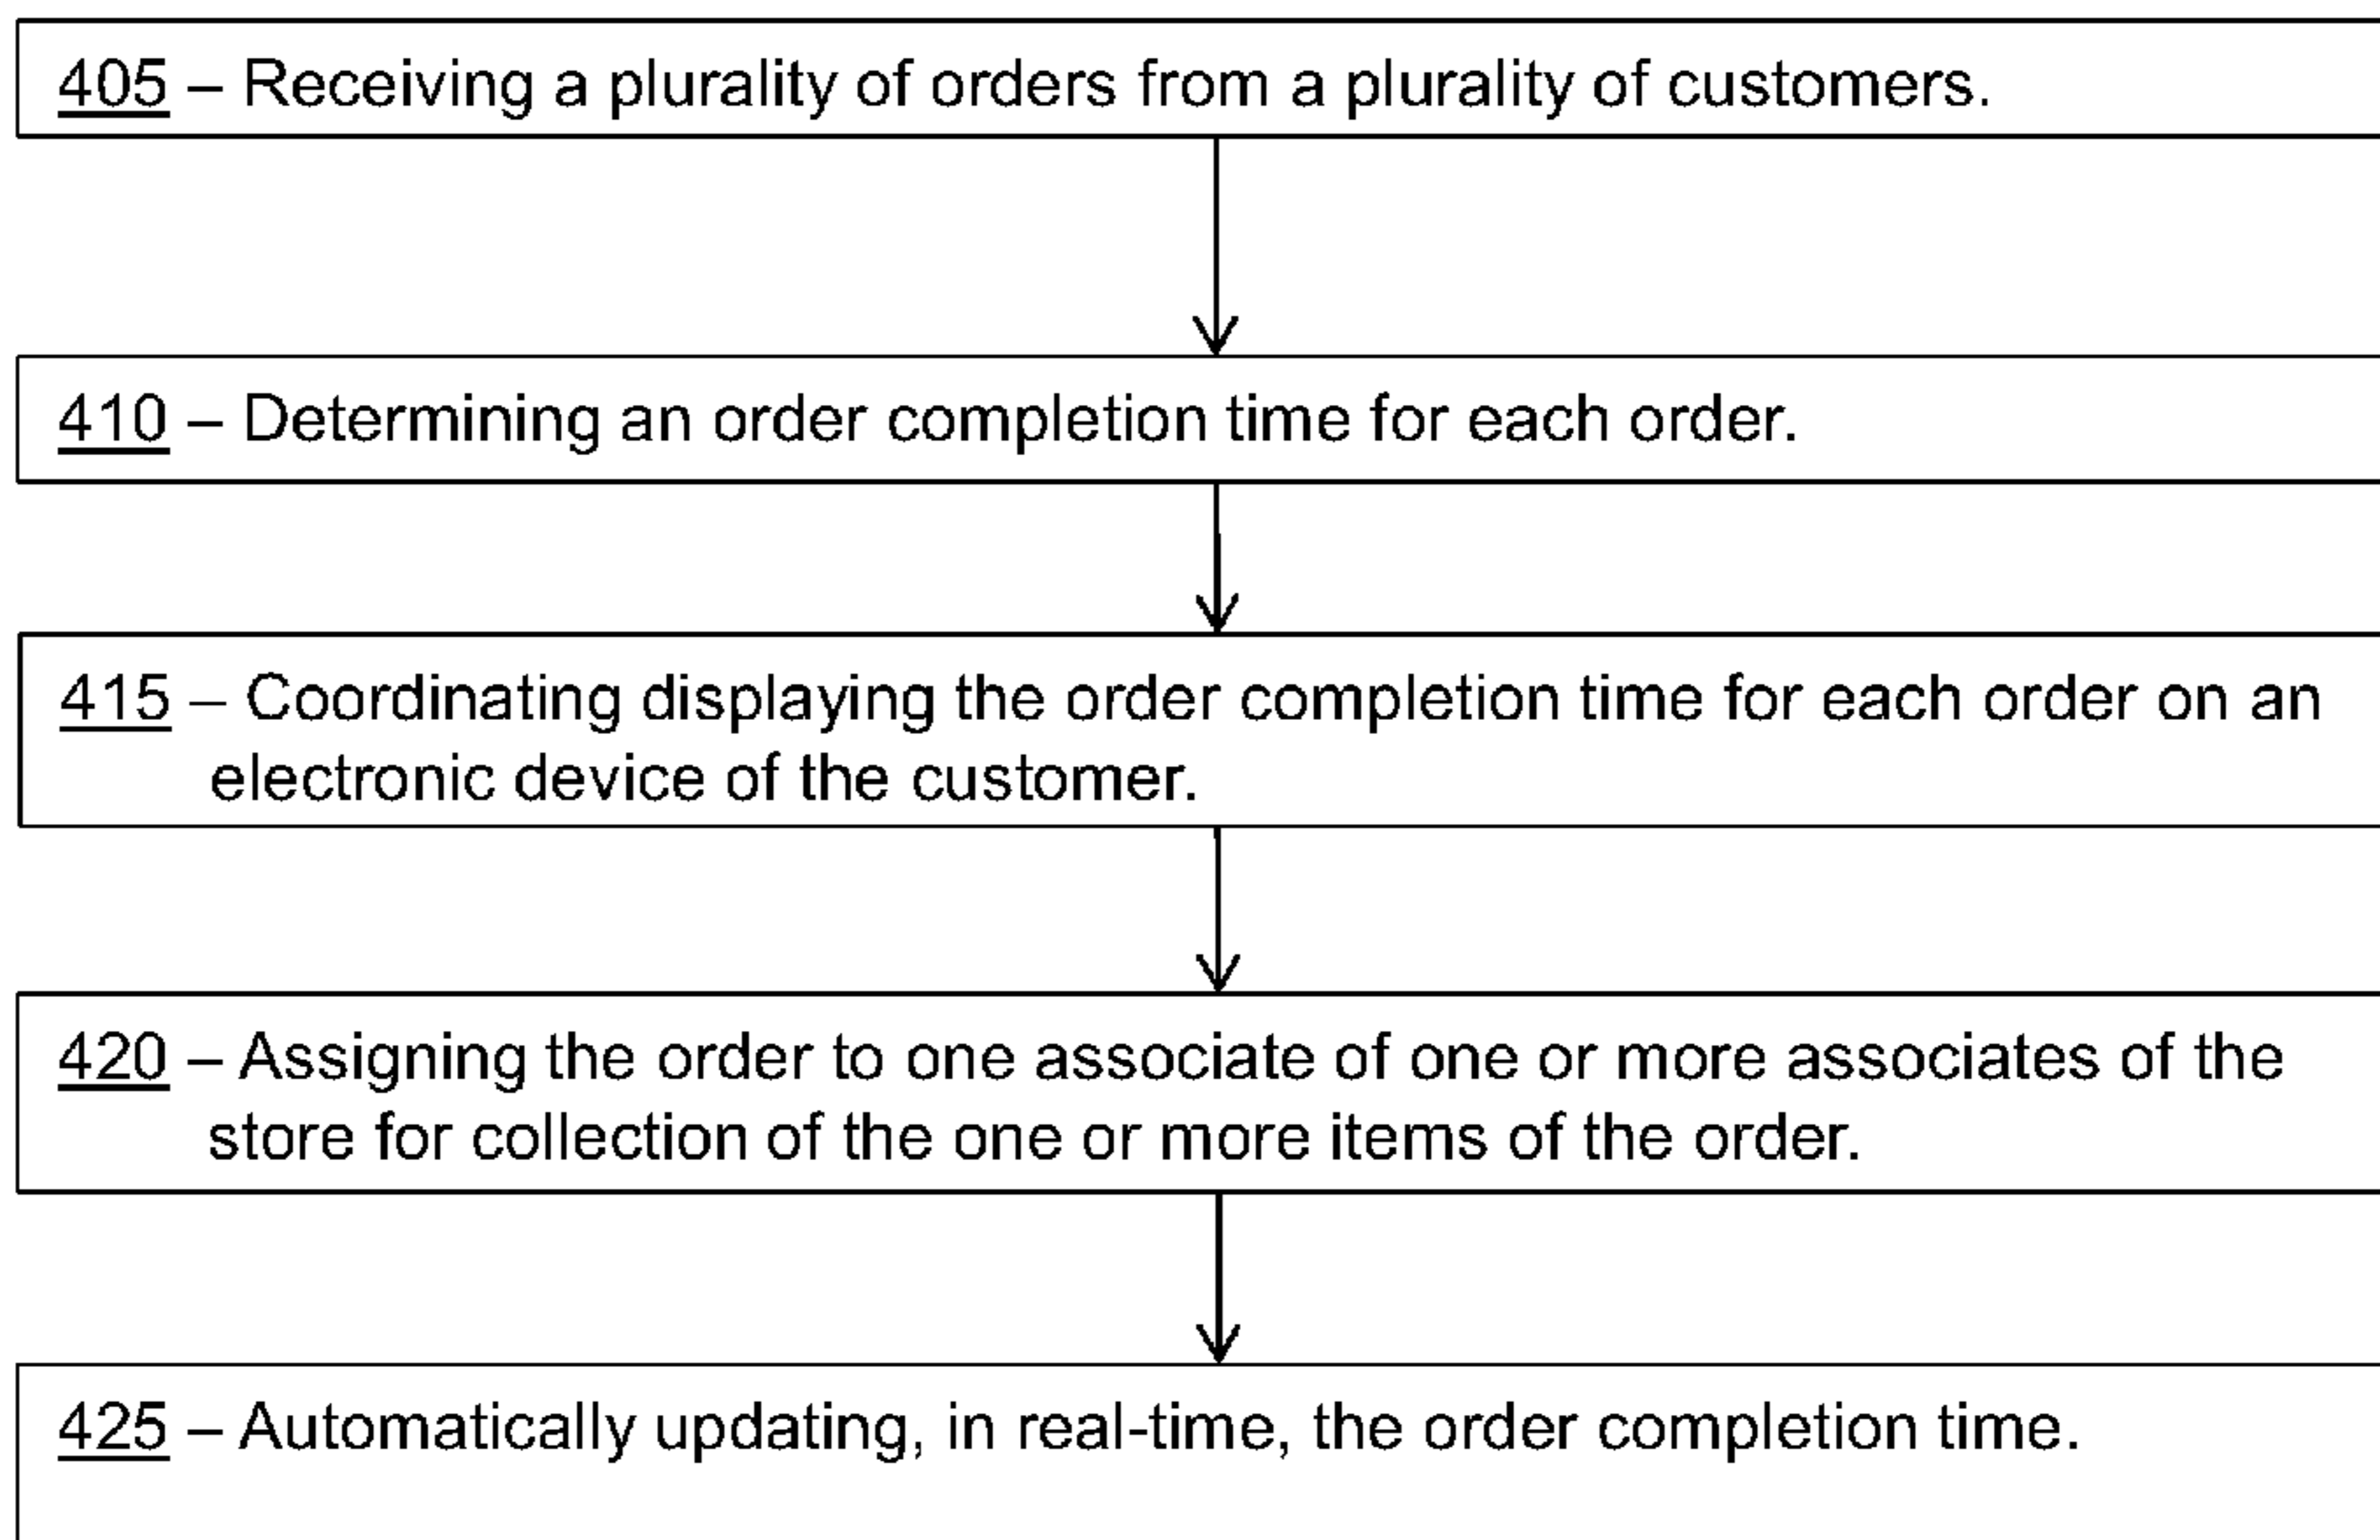 405 – Receiving a plurality of orders from a plurality of customers.
410 – Determining an order completion time for each order.
415 – Coordinating displaying the order completion time for each order on an
electronic device of the customer.
420 – Assigning the order to one associate of one or more associates of the
store for collection of the one or more items of the order.
425 – Automatically updating, in real-time, the order completion time.